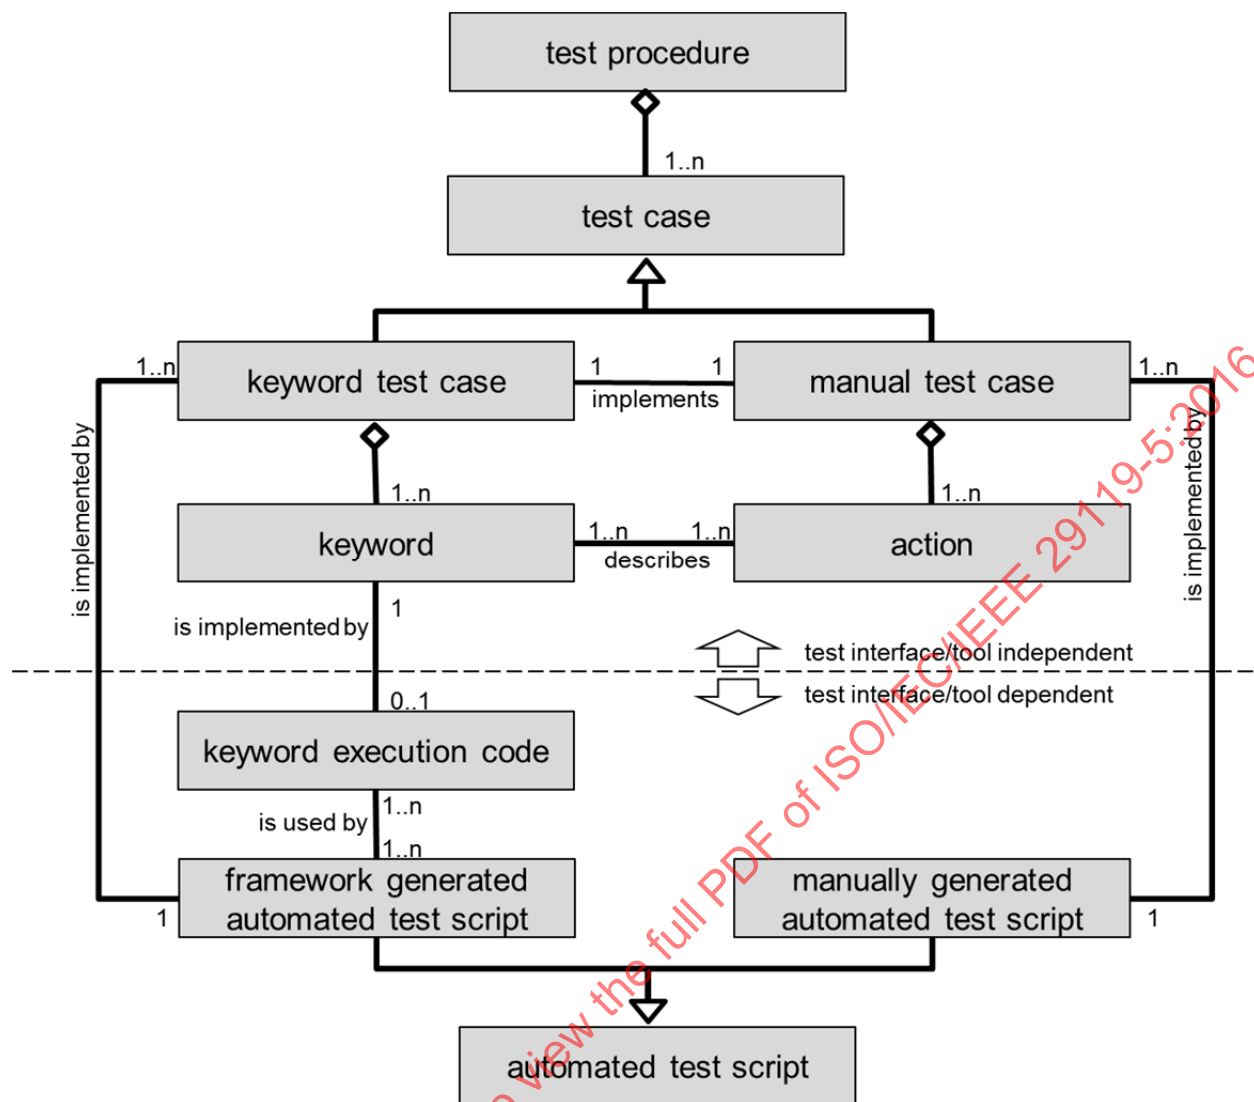 test procedure
1..n
test case
1..n
keyword test case
1
1
implements
manual test case
1..n
is implemented by
1..n
1..n
is implemented by
keyword
1..n
1..n
describes
action
1
is implemented by
test interface/tool independent
test interface/tool dependent
0..1
keyword execution code
1..n
is used by
1..n
framework generated
automated test script
1
manually generated
automated test script
1
automated test script
view the full PDF of ISO/IEC/IEEE 29119-5:2016